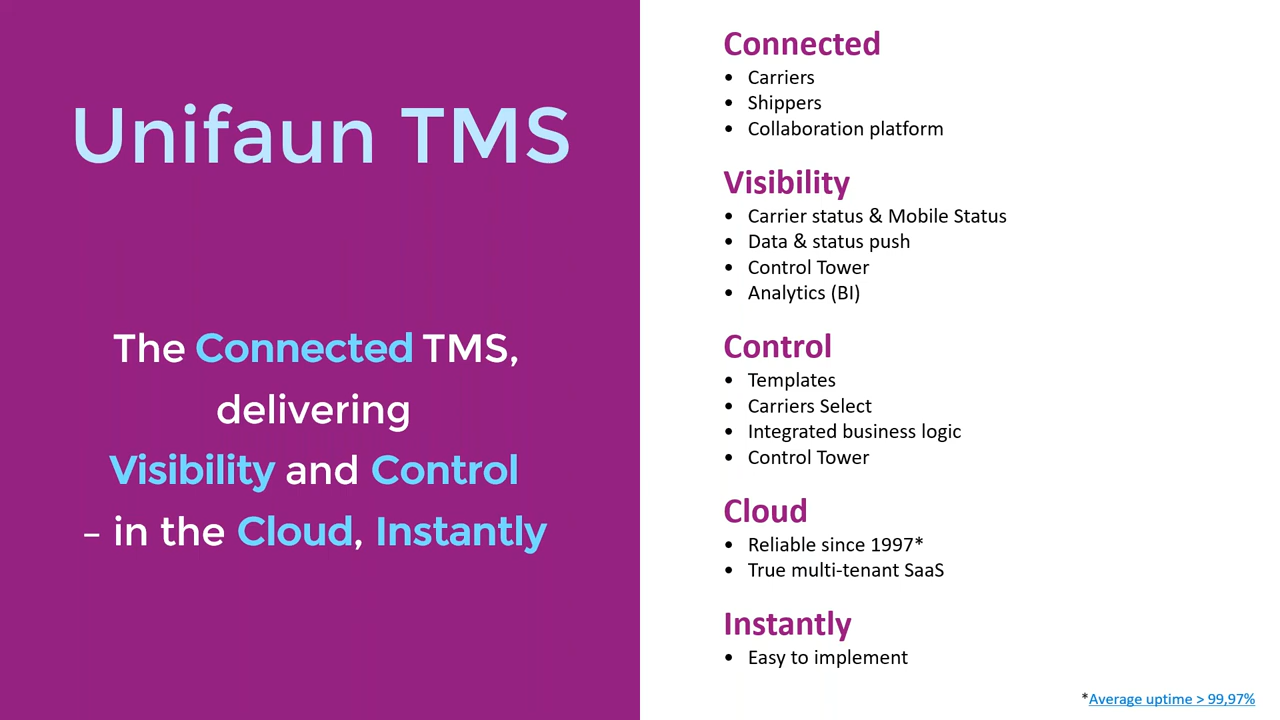 Unifaun TMS
The Connected TMS,
delivering
Visibility and Control
– in the Cloud, Instantly
Connected
• Carriers
• Shippers
• Collaboration platform
Visibility
• Carrier status & Mobile Status
• Data & status push
• Control Tower
• Analytics (BI)
Control
• Templates
• Carriers Select
• Integrated business logic
• Control Tower
Cloud
• Reliable since 1997*
• True multi-tenant SaaS
Instantly
• Easy to implement
*Average uptime > 99,97%